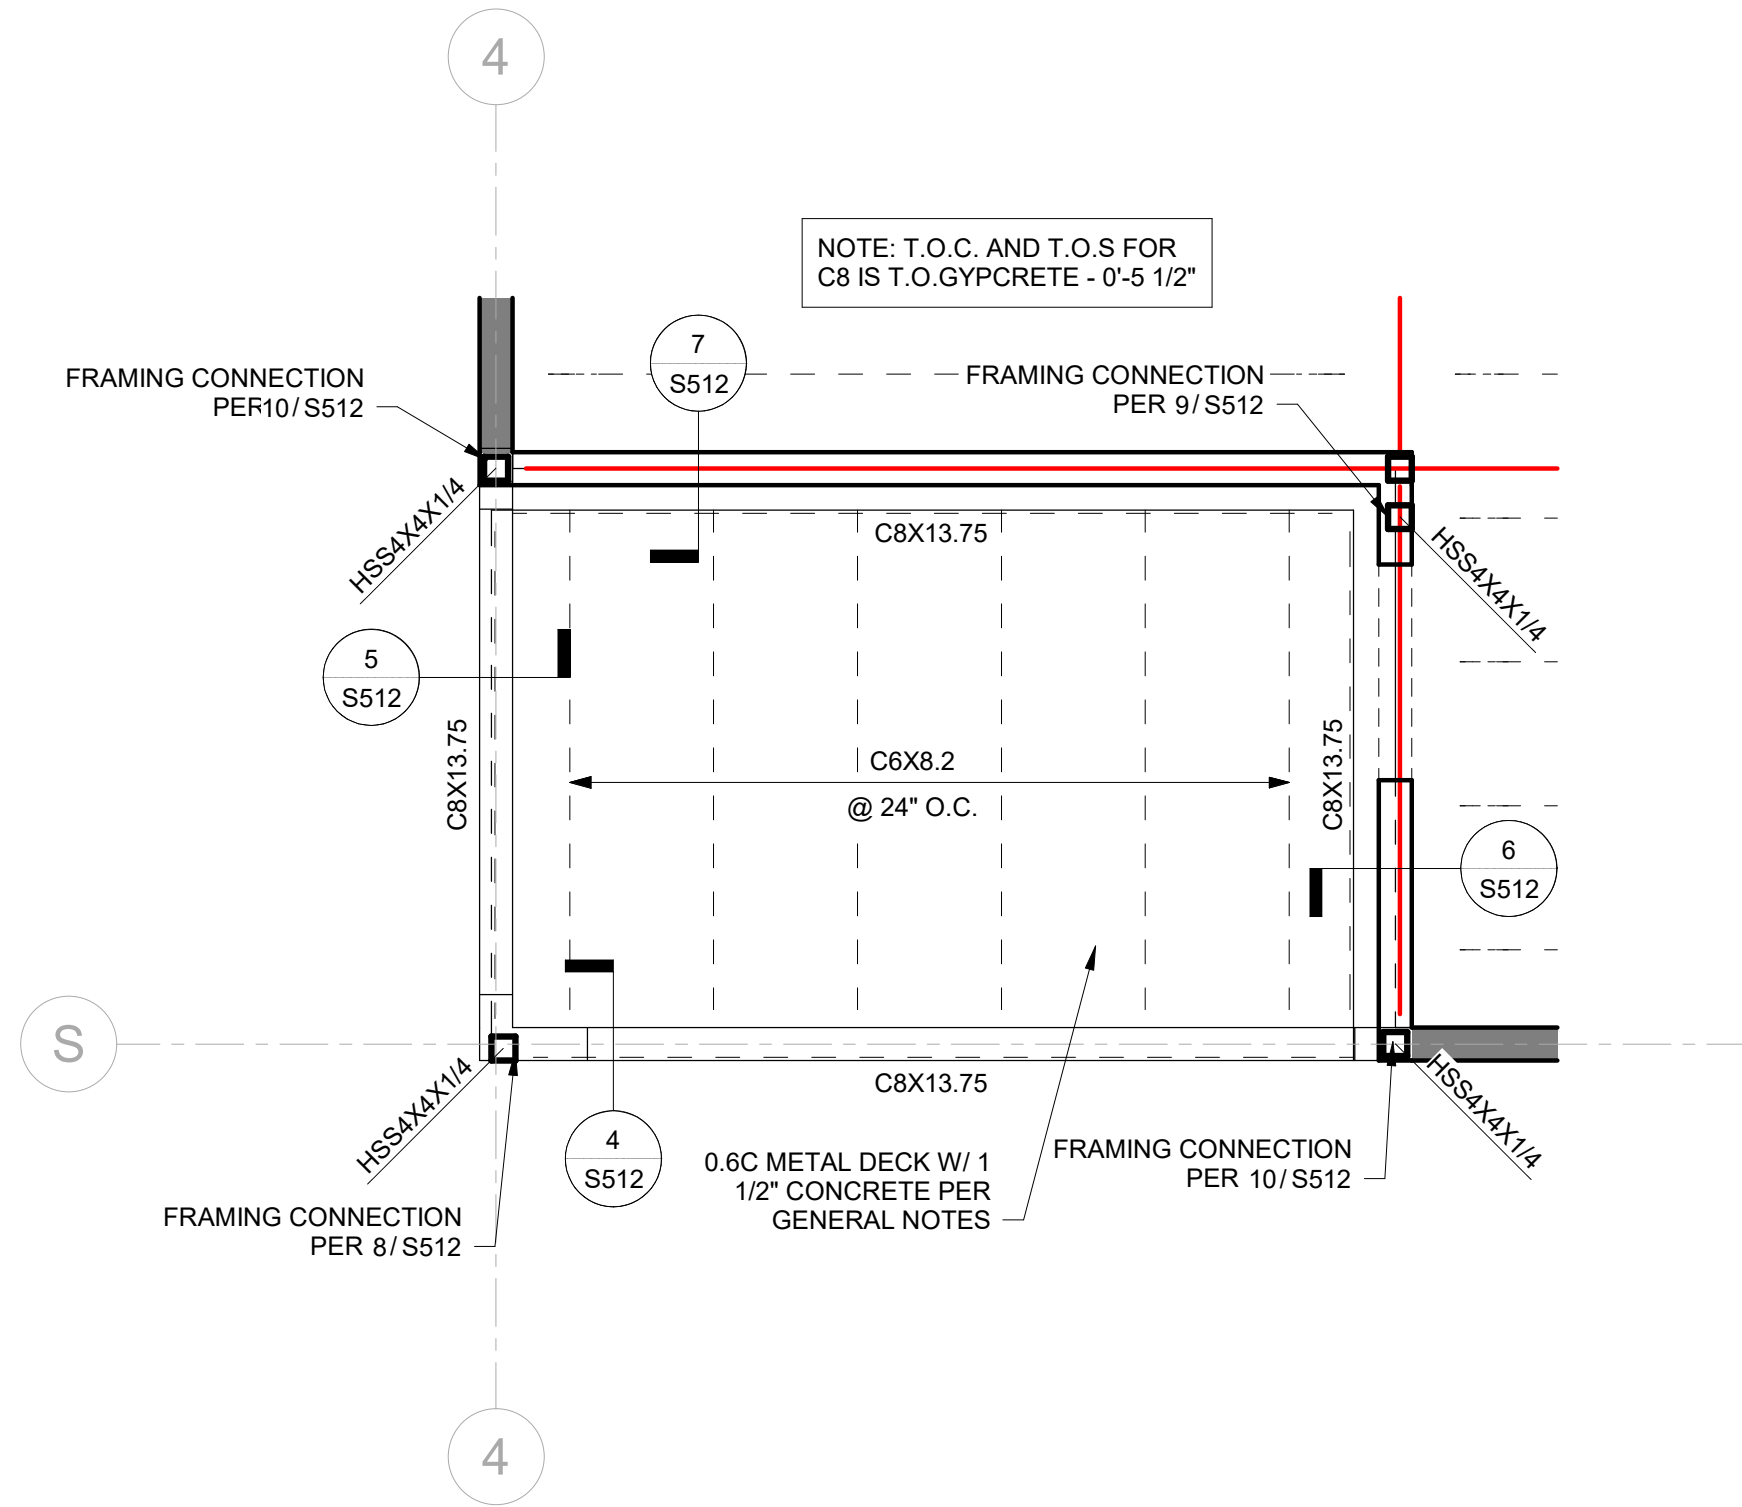 4
NOTE: T.O.C. AND T.O.S FOR
C8 IS T.O.GYPCRETE - 0'-5 1/2"
7
S512
FRAMING CONNECTION
PER 10/ S512
FRAMING CONNECTION
PER 9/ S512
HSS4X4X1/4
C8X13.75
HSS4X4X1/4
5
S512
C8X13.75
C6X8.2
@ 24" O.C.
C8X13.75
6
S512
S
HSS4X4X1/4
C8X13.75
HSS4X4X1/4
4
S512
0.6C METAL DECK W/ 1
1/2" CONCRETE PER
GENERAL NOTES
FRAMING CONNECTION
PER 10/ S512
FRAMING CONNECTION
PER 8/ S512
4